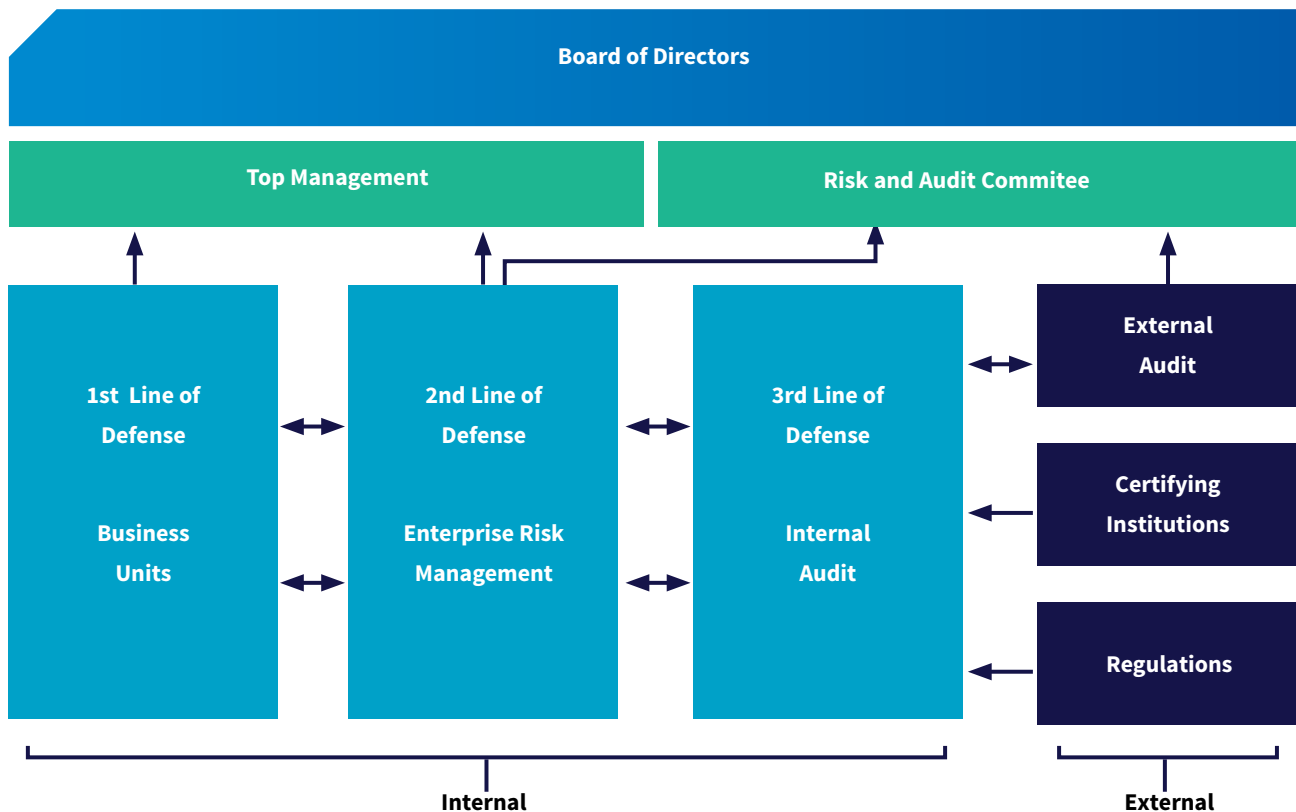 Board of Directors
Top Management
Risk and Audit Commitee
1st Line of
Defense
Business
Units
2nd Line of
Defense
Enterprise Risk
Management
3rd Line of
Defense
Internal
Audit
External
Audit
Certifying
Institutions
Regulations
Internal
External